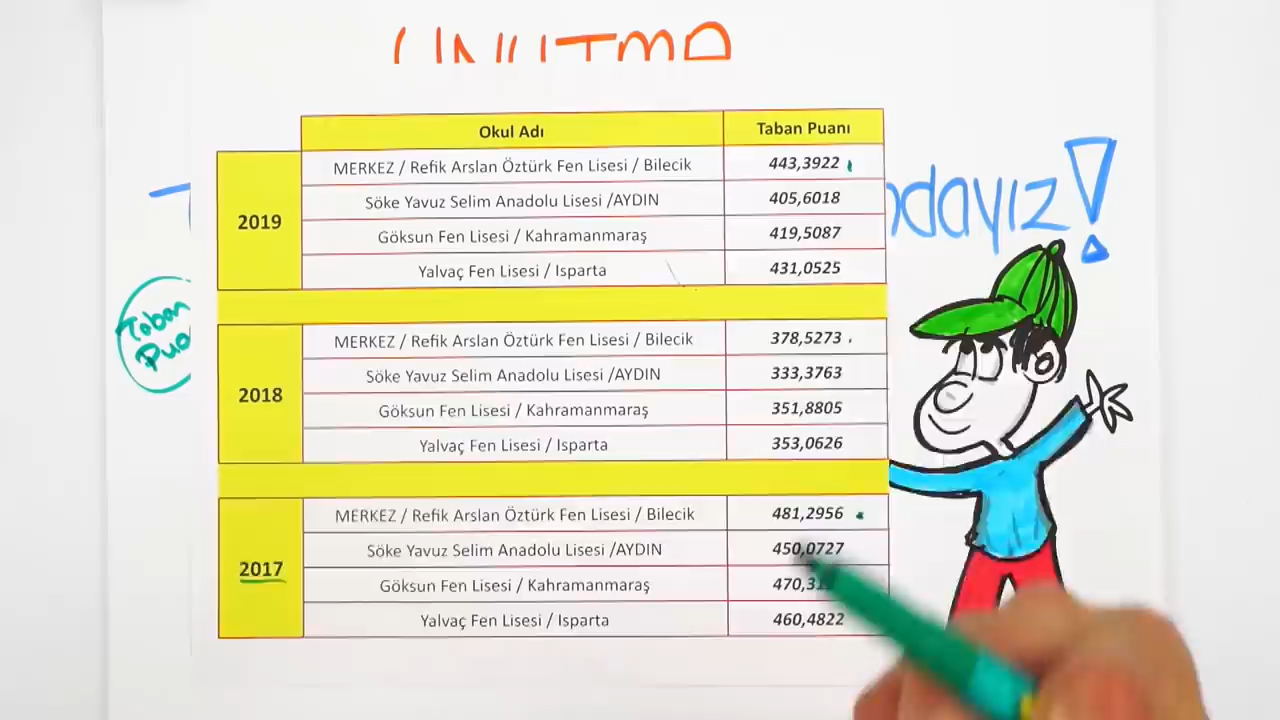 Okul Adı Taban Puanı
2019
MERKEZ / Refik Arslan Öztürk Fen Lisesi / Bilecik 443,3922
Söke Yavuz Selim Anadolu Lisesi /AYDIN 405,6018
Göksun Fen Lisesi / Kahramanmaraş 419,5087
Yalvaç Fen Lisesi / Isparta 431,0525
2018
MERKEZ / Refik Arslan Öztürk Fen Lisesi / Bilecik 378,5273
Söke Yavuz Selim Anadolu Lisesi /AYDIN 333,3763
Göksun Fen Lisesi / Kahramanmaraş 351,8805
Yalvaç Fen Lisesi / Isparta 353,0626
2017
MERKEZ / Refik Arslan Öztürk Fen Lisesi / Bilecik 481,2956
Söke Yavuz Selim Anadolu Lisesi /AYDIN 450,0727
Göksun Fen Lisesi / Kahramanmaraş
Yalvaç Fen Lisesi / Isparta 460,4822
Taban